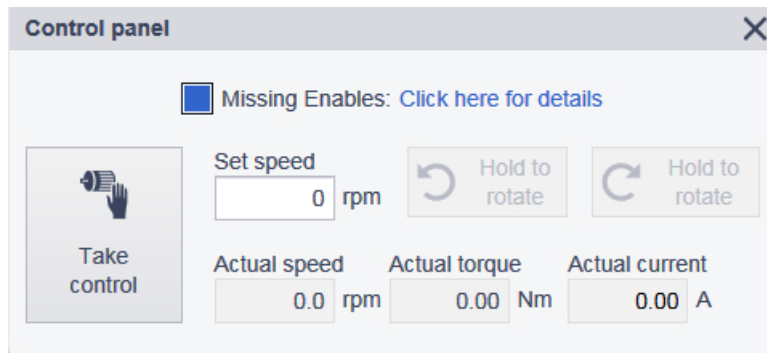 Control panel
Missing Enables: Click here for details
Take
control
Set speed
0 rpm
Hold to
rotate
Hold to
rotate
Actual speed
0.0 rpm
Actual torque
0.00 Nm
Actual current
0.00 A